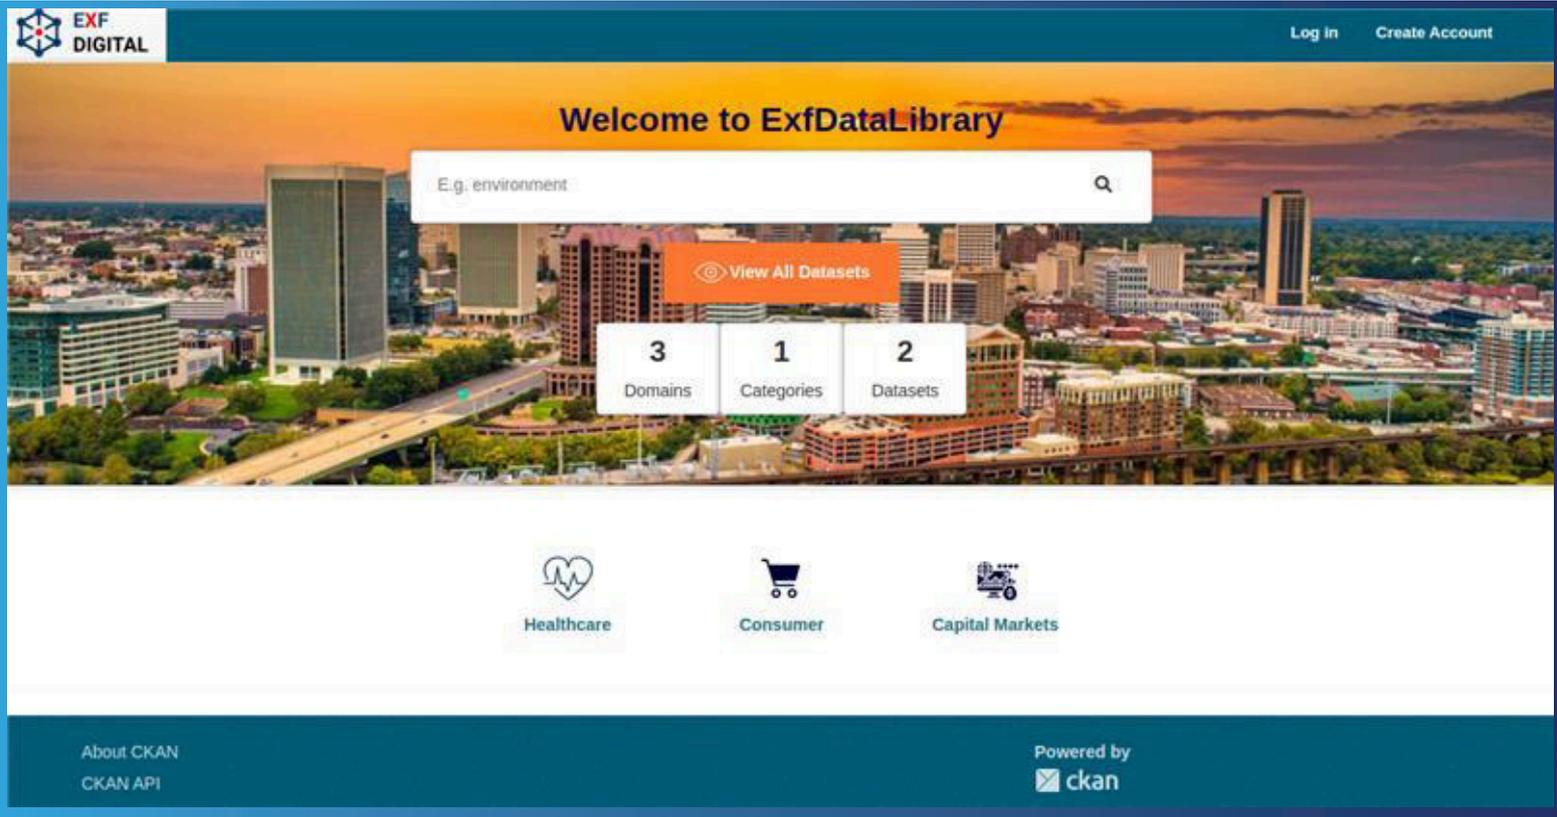 EXF
DIGITAL
Log in
Create Account
Welcome to ExfDataLibrary
E.g. environment
View All Datasets
3
Domains
1
Categories
2
Datasets
Healthcare
Consumer
Capital Markets
About CKAN
CKAN API
Powered by
ckan